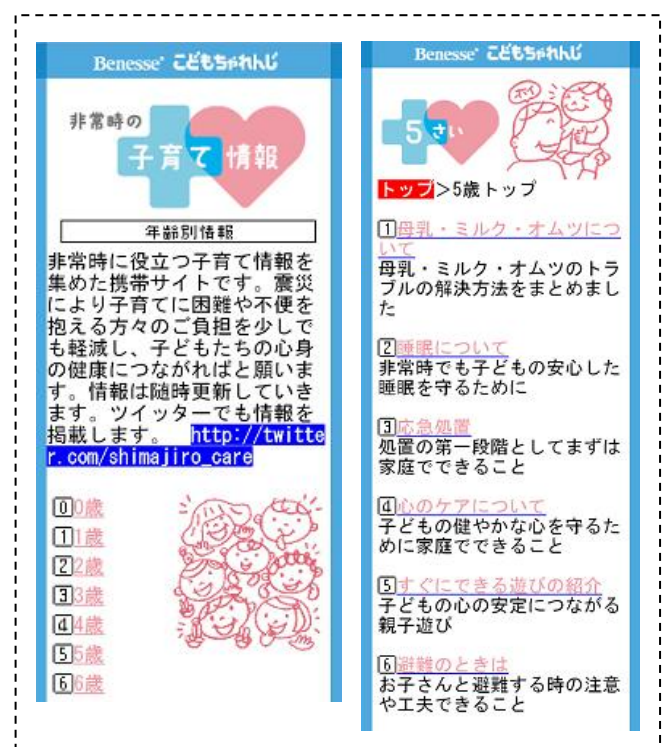 Benesse® こどもちゃれんじ
非常時の
子育て情報
年齢別情報
非常時に役立つ子育て情報を
集めた携帯サイトです。震災
により子育てに困難や不便を
抱える方々のご負担を少しで
も軽減し、子どもたちの心身
の健康につながればと願いま
す。情報は随時更新していき
ます。ツイッターでも情報を
掲載します。 http://twitte
r.com/shimajiro_care
0 0歳
1 1歳
2 2歳
3 3歳
4 4歳
5 5歳
6 6歳
Benesse® こどもちゃれんじ
5さい
ホイ
トップ>5歳トップ
1 母乳・ミルク・オムツにつ
いて
母乳・ミルク・オムツのトラ
ブルの解決方法をまとめまし
た
2 睡眠について
非常時でも子どもの安心した
睡眠を守るために
3 応急処置
処置の第一段階としてまずは
家庭でできること
4 心のケアについて
子どもの健やかな心を守るた
めに家庭でできること
5 すぐにできる遊びの紹介
子どもの心の安定につながる
親子遊び
6 避難のときは
お子さんと避難する時の注意
や工夫できること